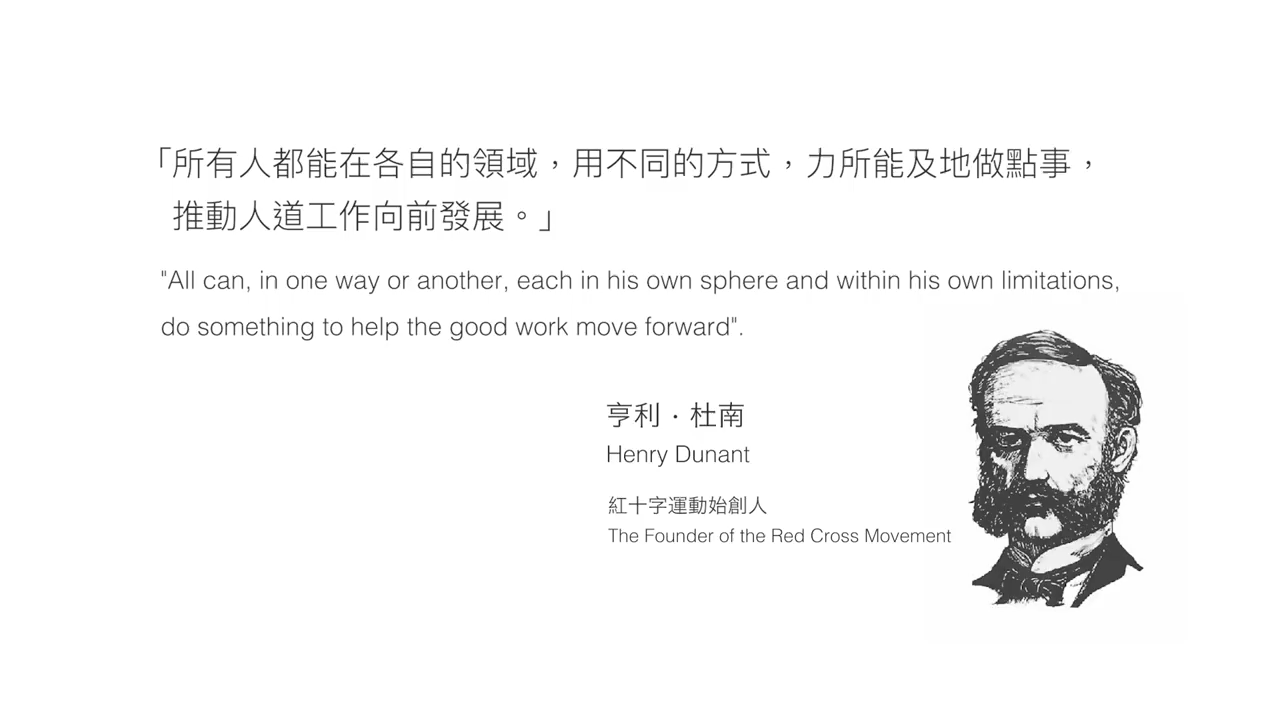 「所有人都能在各自的領域，用不同的方式，力所能及地做點事，
推動人道工作向前發展。」
"All can, in one way or another, each in his own sphere and within his own limitations,
do something to help the good work move forward".
亨利．杜南
Henry Dunant
紅十字運動始創人
The Founder of the Red Cross Movement